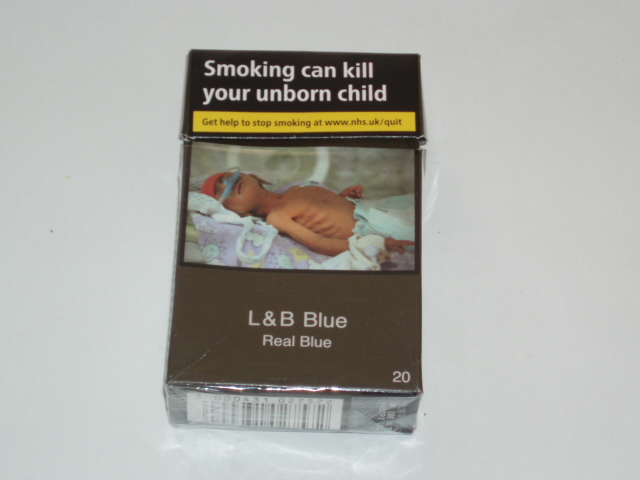 Smoking can kill
your unborn child
Get help to stop smoking at www.nhs.uk/quit
L&B Blue
Real Blue
20